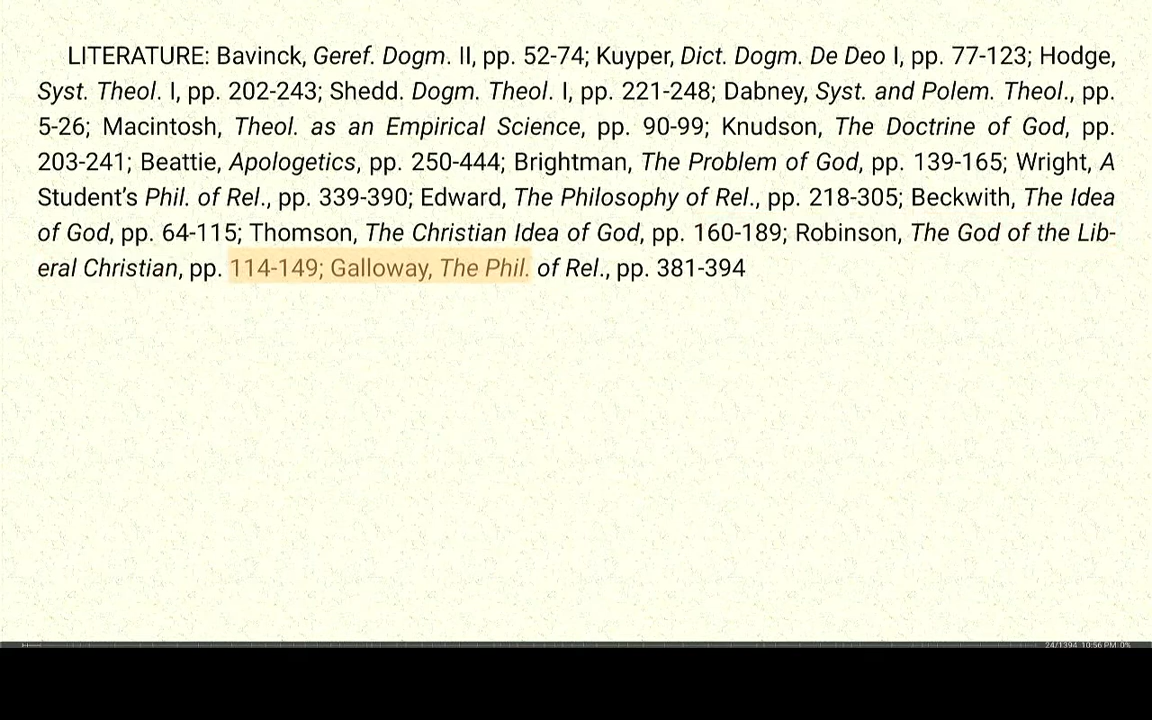 LITERATURE: Bavinck, Geref. Dogm. II, pp. 52-74; Kuyper, Dict. Dogm. De Deo I, pp. 77-123; Hodge,
Syst. Theol. I, pp. 202-243; Shedd. Dogm. Theol. I, pp. 221-248; Dabney, Syst. and Polem. Theol., pp.
5-26; Macintosh, Theol. as an Empirical Science, pp. 90-99; Knudson, The Doctrine of God, pp.
203-241; Beattie, Apologetics, pp. 250-444; Brightman, The Problem of God, pp. 139-165; Wright, A
Student's Phil. of Rel., pp. 339-390; Edward, The Philosophy of Rel., pp. 218-305; Beckwith, The Idea
of God, pp. 64-115; Thomson, The Christian Idea of God, pp. 160-189; Robinson, The God of the Lib-
eral Christian, pp. 114-149; Galloway, The Phil. of Rel., pp. 381-394
24/1394 10:56 PM 0%